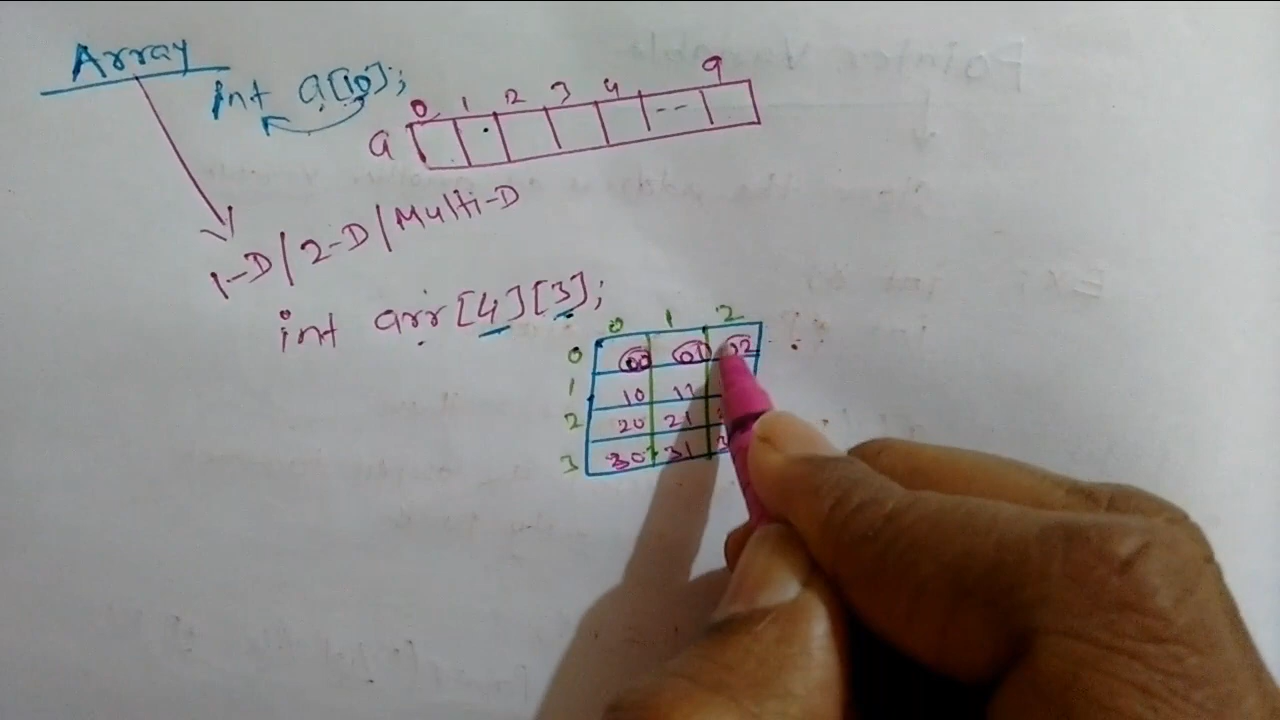 Array
int a[10];
0 1 2 3 4 -- 9
a
1-D/2-D/Multi-D
int arr[4][3];
0 1 2
0 00 01 02
1 10 11
2 20 21
3 30 31 3